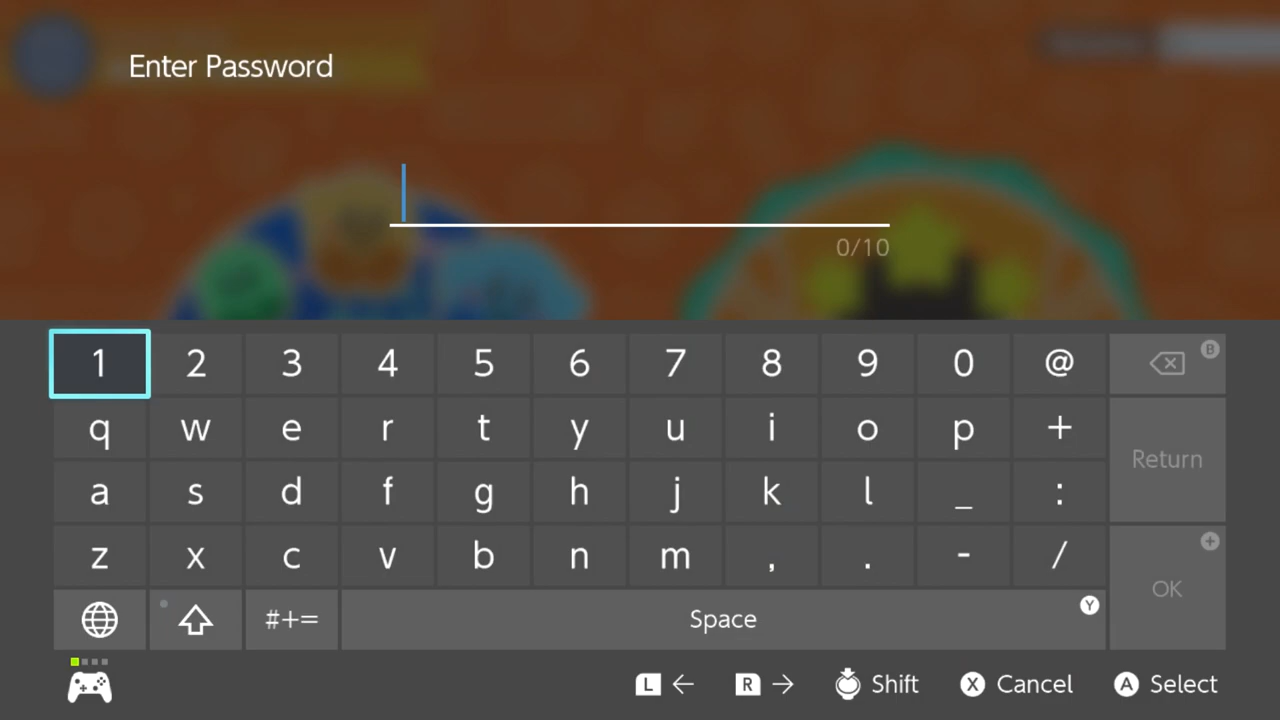 Enter Password
0/10
1 2 3 4 5 6 7 8 9 0 @ B
q w e r t y u i o p +
Return
a s d f g h j k l _ :
z x c v b n m , . - / +
OK
#+= Space Y
L ← R → Shift X Cancel A Select